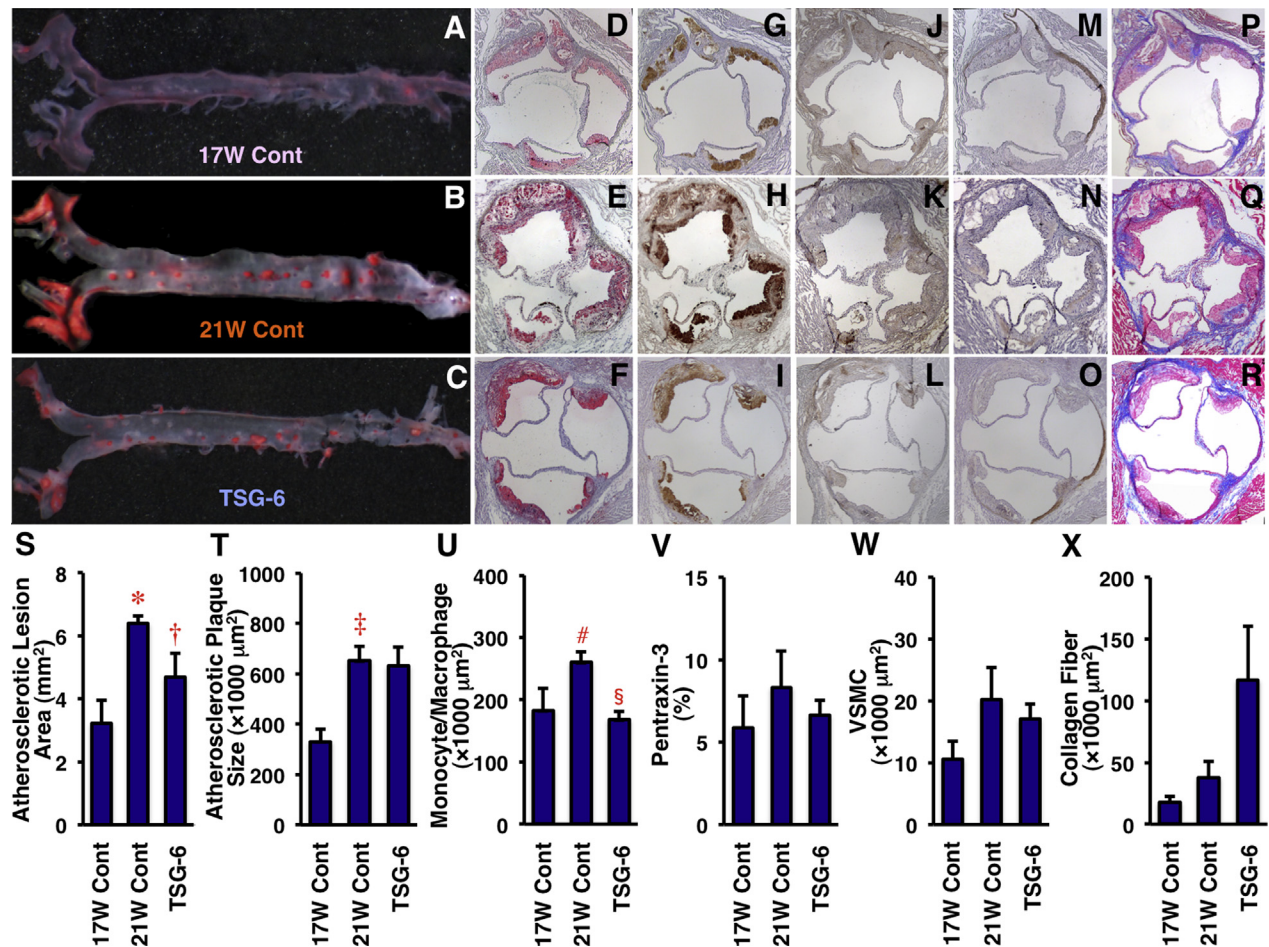 A
D
G
J
M
P
17W Cont
B
E
H
K
N
Q
21W Cont
C
F
I
L
O
R
TSG-6
S
T
U
V
W
X
Atherosclerotic Lesion
Area (mm²)
8
6
4
2
0
*
†
17W Cont
21W Cont
TSG-6
Atherosclerotic Plaque
Size (×1000 µm²)
1000
800
600
400
200
0
‡
17W Cont
21W Cont
TSG-6
Monocyte/Macrophage
(×1000 µm²)
400
300
200
100
0
#
§
17W Cont
21W Cont
TSG-6
Pentraxin-3
(%)
15
10
5
0
17W Cont
21W Cont
TSG-6
VSMC
(×1000 µm²)
40
30
20
10
0
17W Cont
21W Cont
TSG-6
Collagen Fiber
(×1000 µm²)
200
150
100
50
0
17W Cont
21W Cont
TSG-6